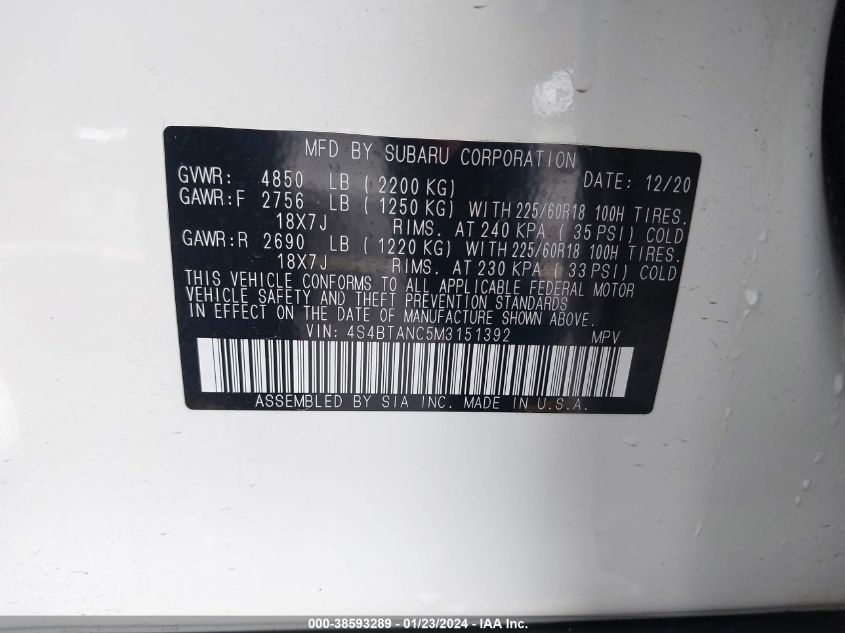 MFD BY SUBARU CORPORATION
GVWR: 4850 LB (2200 KG) DATE: 12/20
GAWR:F 2756 LB (1250 KG) WITH 225/60R18 100H TIRES.
18X7J RIMS. AT 240 KPA (35 PSI) COLD
GAWR:R 2690 LB (1220 KG) WITH 225/60R18 100H TIRES.
18X7J RIMS. AT 230 KPA (33 PSI) COLD
THIS VEHICLE CONFORMS TO ALL APPLICABLE FEDERAL MOTOR
VEHICLE SAFETY AND THEFT PREVENTION STANDARDS
IN EFFECT ON THE DATE OF MANUFACTURE SHOWN ABOVE.
VIN: 4S4BTANC5M3151392 MPV
ASSEMBLED BY SIA INC. MADE IN U.S.A.
000-38593289 - 01/23/2024 - IAA Inc.